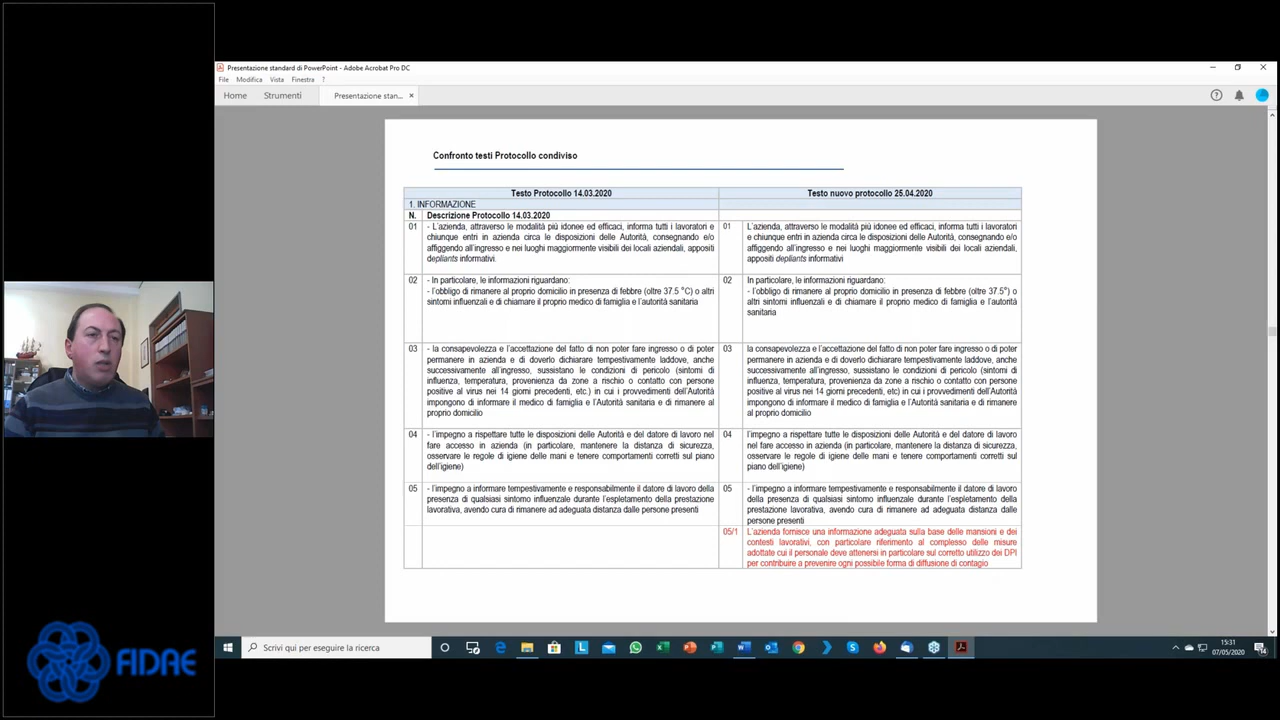 Presentazione standard di PowerPoint - Adobe Acrobat Pro DC
File Modifica Vista Finestra ?
Home Strumenti Presentazione stan... ×
Confronto testi Protocollo condiviso
Testo Protocollo 14.03.2020
Testo nuovo protocollo 25.04.2020
1. INFORMAZIONE
N. Descrizione Protocollo 14.03.2020
01 - L'azienda, attraverso le modalità più idonee ed efficaci, informa tutti i lavoratori e
chiunque entri in azienda circa le disposizioni delle Autorità, consegnando e/o
affiggendo all'ingresso e nei luoghi maggiormente visibili dei locali aziendali, appositi
depliants informativi.
01 L'azienda, attraverso le modalità più idonee ed efficaci, informa tutti i lavoratori
e chiunque entri in azienda circa le disposizioni delle Autorità, consegnando e/o
affiggendo all'ingresso e nei luoghi maggiormente visibili dei locali aziendali,
appositi depliants informativi
02 - In particolare, le informazioni riguardano:
- l'obbligo di rimanere al proprio domicilio in presenza di febbre (oltre 37.5 °C) o altri
sintomi influenzali e di chiamare il proprio medico di famiglia e l'autorità sanitaria
02 In particolare, le informazioni riguardano:
- l'obbligo di rimanere al proprio domicilio in presenza di febbre (oltre 37.5°) o
altri sintomi influenzali e di chiamare il proprio medico di famiglia e l'autorità
sanitaria
03 - la consapevolezza e l'accettazione del fatto di non poter fare ingresso o di poter
permanere in azienda e di doverlo dichiarare tempestivamente laddove, anche
successivamente all'ingresso, sussistano le condizioni di pericolo (sintomi di
influenza, temperatura, provenienza da zone a rischio o contatto con persone
positive al virus nei 14 giorni precedenti, etc.) in cui i provvedimenti dell'Autorità
impongono di informare il medico di famiglia e l'Autorità sanitaria e di rimanere al
proprio domicilio
03 la consapevolezza e l'accettazione del fatto di non poter fare ingresso o di poter
permanere in azienda e di doverlo dichiarare tempestivamente laddove, anche
successivamente all'ingresso, sussistano le condizioni di pericolo (sintomi di
influenza, temperatura, provenienza da zone a rischio o contatto con persone
positive al virus nei 14 giorni precedenti, etc) in cui i provvedimenti dell'Autorità
impongono di informare il medico di famiglia e l'Autorità sanitaria e di rimanere al
proprio domicilio
04 - l'impegno a rispettare tutte le disposizioni delle Autorità e del datore di lavoro nel
fare accesso in azienda (in particolare, mantenere la distanza di sicurezza,
osservare le regole di igiene delle mani e tenere comportamenti corretti sul piano
dell'igiene)
04 l'impegno a rispettare tutte le disposizioni delle Autorità e del datore di lavoro
nel fare accesso in azienda (in particolare, mantenere la distanza di sicurezza,
osservare le regole di igiene delle mani e tenere comportamenti corretti sul
piano dell'igiene)
05 - l'impegno a informare tempestivamente e responsabilmente il datore di lavoro della
presenza di qualsiasi sintomo influenzale durante l'espletamento della prestazione
lavorativa, avendo cura di rimanere ad adeguata distanza dalle persone presenti
05 - l'impegno a informare tempestivamente e responsabilmente il datore di lavoro
della presenza di qualsiasi sintomo influenzale durante l'espletamento della
prestazione lavorativa, avendo cura di rimanere ad adeguata distanza dalle
persone presenti
05/1 L'azienda fornisce una informazione adeguata sulla base delle mansioni e dei
contesti lavorativi, con particolare riferimento al complesso delle misure
adottate cui il personale deve attenersi in particolare sul corretto utilizzo dei DPI
per contribuire a prevenire ogni possibile forma di diffusione di contagio
FIDAE
Scrivi qui per eseguire la ricerca
15:31
07/05/2020